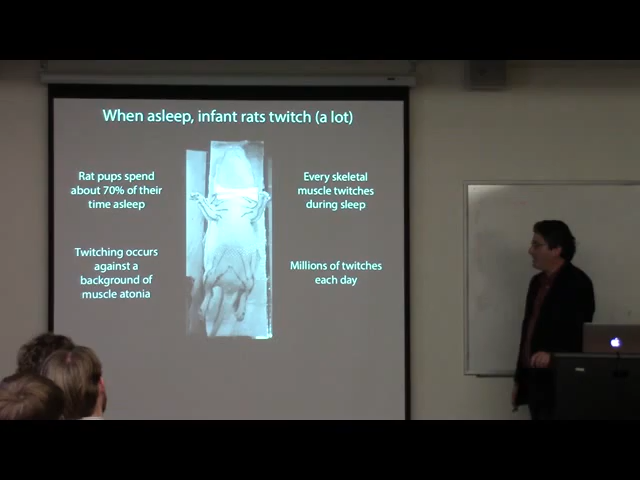 When asleep, infant rats twitch (a lot)
Rat pups spend
about 70% of their
time asleep
Every skeletal
muscle twitches
during sleep
Twitching occurs
against a
background of
muscle atonia
Millions of twitches
each day